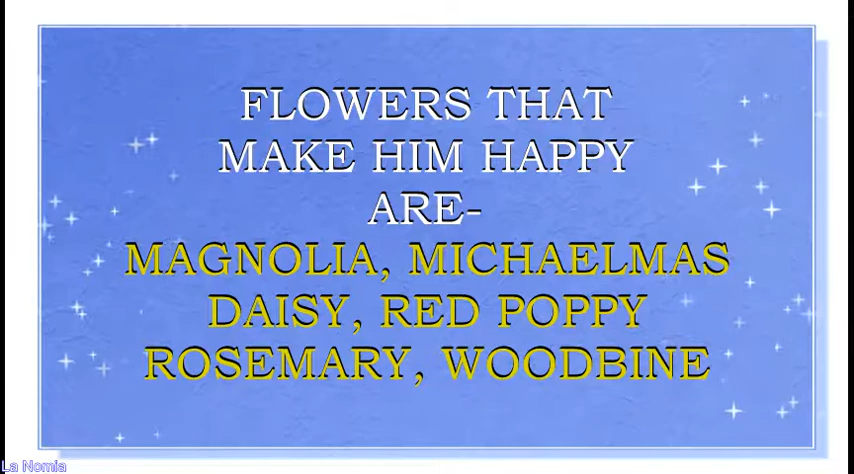 FLOWERS THAT
MAKE HIM HAPPY
ARE-
MAGNOLIA, MICHAELMAS
DAISY, RED POPPY
ROSEMARY, WOODBINE
La Nomia